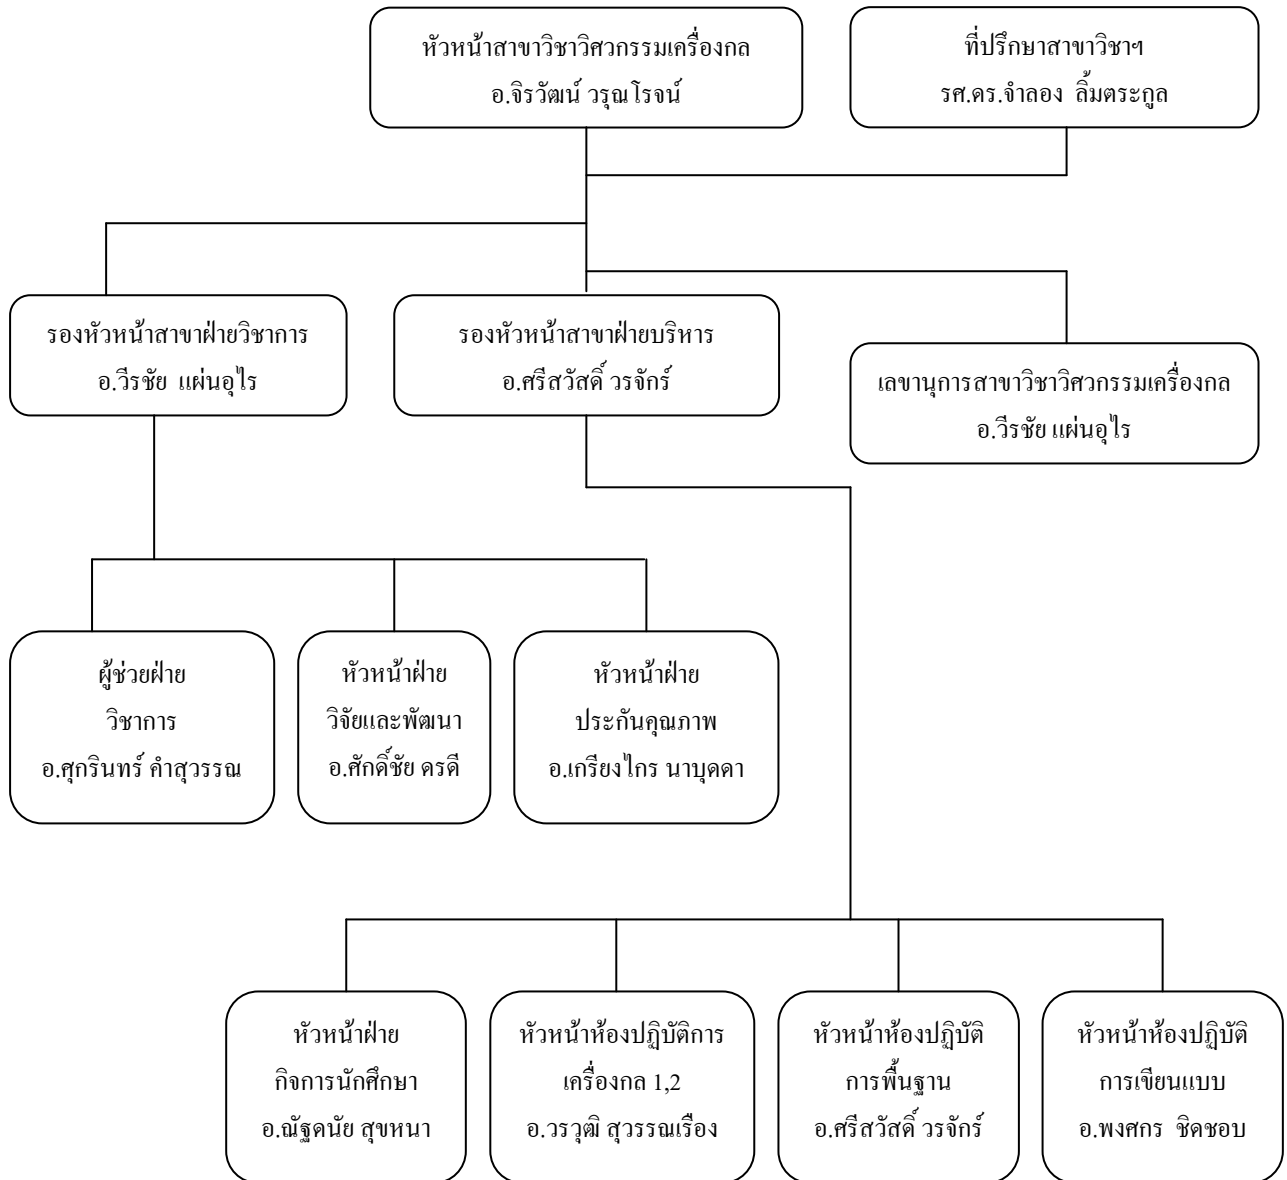 หัวหน้าสาขาวิชาวิศวกรรมเครื่องกล
อ.จิรวัฒน์ วรุณโรจน์
ที่ปรึกษาสาขาวิชาฯ
รศ.ดร.จำลอง ลิ้มตระกูล
รองหัวหน้าสาขาฝ่ายวิชาการ
อ.วีรชัย แผ่นอุไร
รองหัวหน้าสาขาฝ่ายบริหาร
อ.ศรีสวัสดิ์ วรจักร์
เลขานุการสาขาวิชาวิศวกรรมเครื่องกล
อ.วีรชัย แผ่นอุไร
ผู้ช่วยฝ่าย
วิชาการ
อ.ศุกรินทร์ คำสุวรรณ
หัวหน้าฝ่าย
วิจัยและพัฒนา
อ.ศักดิ์ชัย ดรดี
หัวหน้าฝ่าย
ประกันคุณภาพ
อ.เกรียงไกร นาบุดดา
หัวหน้าฝ่าย
กิจการนักศึกษา
อ.ณัฐดนัย สุขหนา
หัวหน้าห้องปฏิบัติการ
เครื่องกล 1,2
อ.วรวุฒิ สุวรรณเรือง
หัวหน้าห้องปฏิบัติ
การพื้นฐาน
อ.ศรีสวัสดิ์ วรจักร์
หัวหน้าห้องปฏิบัติ
การเขียนแบบ
อ.พงศกร ชิดชอบ